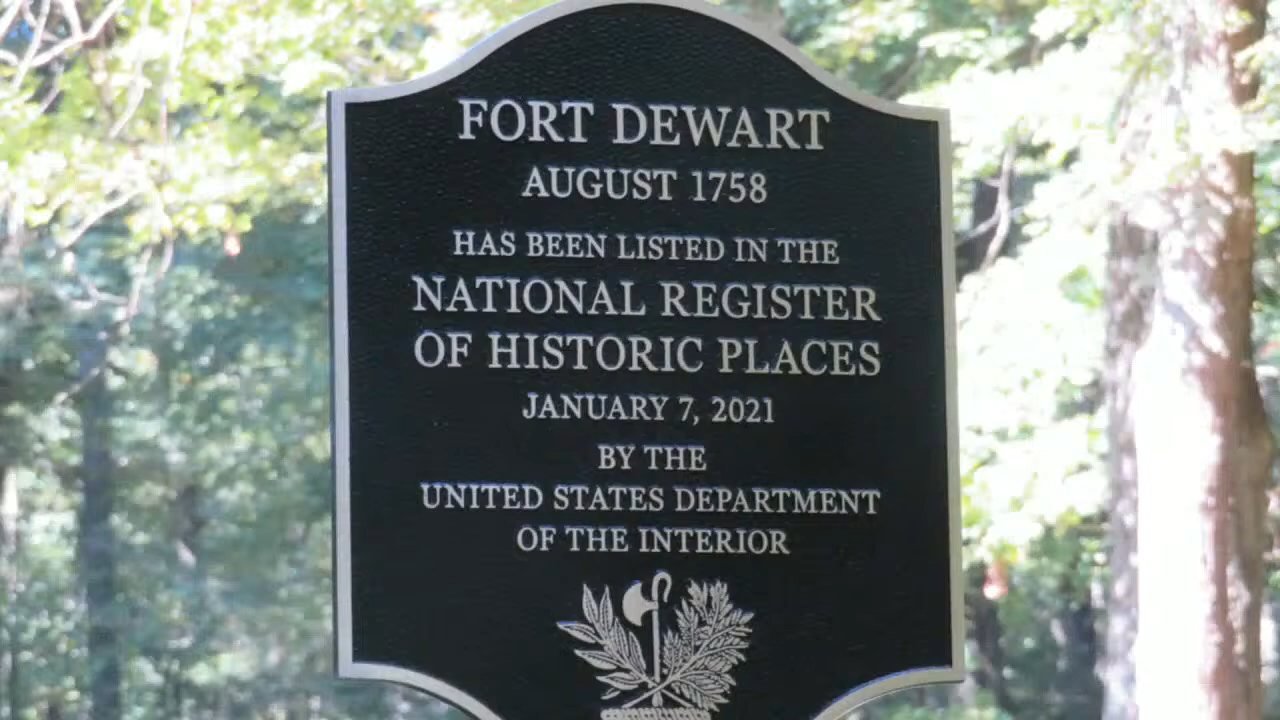 FORT DEWART
AUGUST 1758
HAS BEEN LISTED IN THE
NATIONAL REGISTER
OF HISTORIC PLACES
JANUARY 7, 2021
BY THE
UNITED STATES DEPARTMENT
OF THE INTERIOR